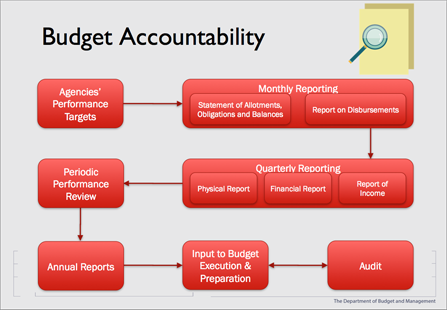 Budget Accountability
Agencies'
Performance
Targets
Monthly Reporting
Statement of Allotments,
Obligations and Balances
Report on Disbursements
Periodic
Performance
Review
Quarterly Reporting
Physical Report
Financial Report
Report of
Income
Annual Reports
Input to Budget
Execution &
Preparation
Audit
The Department of Budget and Management